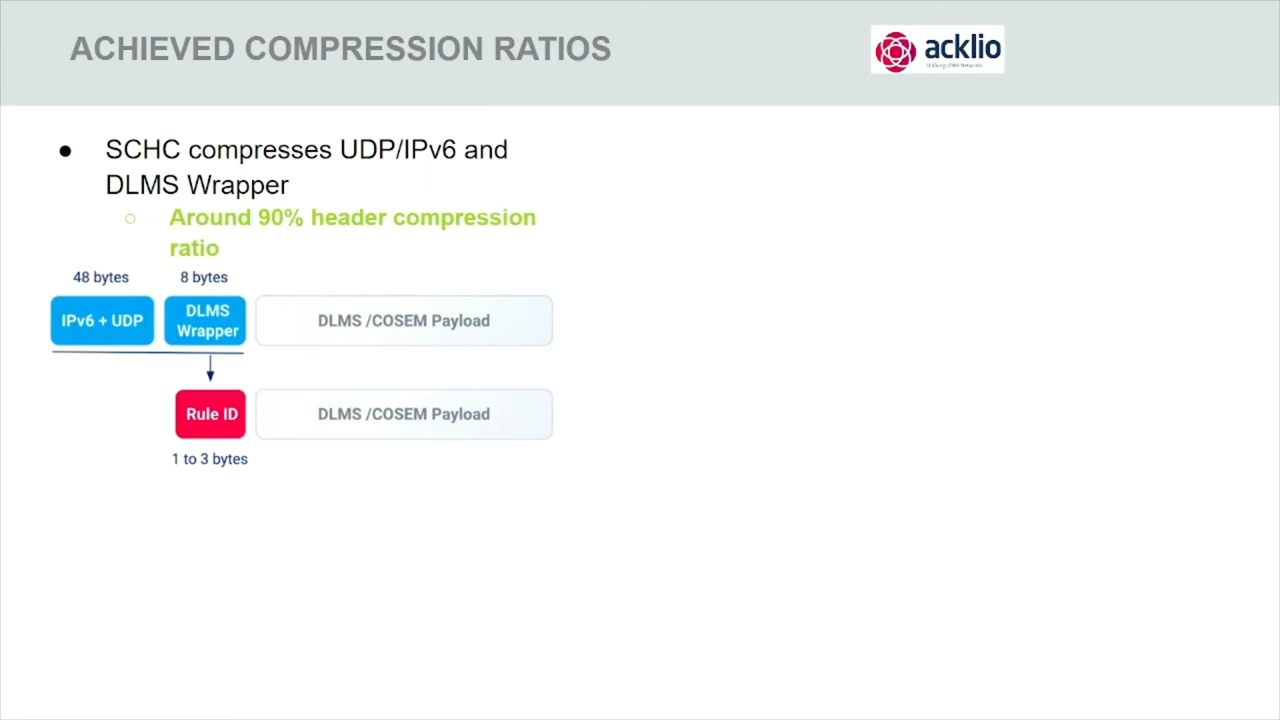 ACHIEVED COMPRESSION RATIOS
acklio
● SCHC compresses UDP/IPv6 and
DLMS Wrapper
○ Around 90% header compression
ratio
48 bytes 8 bytes
IPv6 + UDP
DLMS
Wrapper
DLMS /COSEM Payload
Rule ID
DLMS /COSEM Payload
1 to 3 bytes